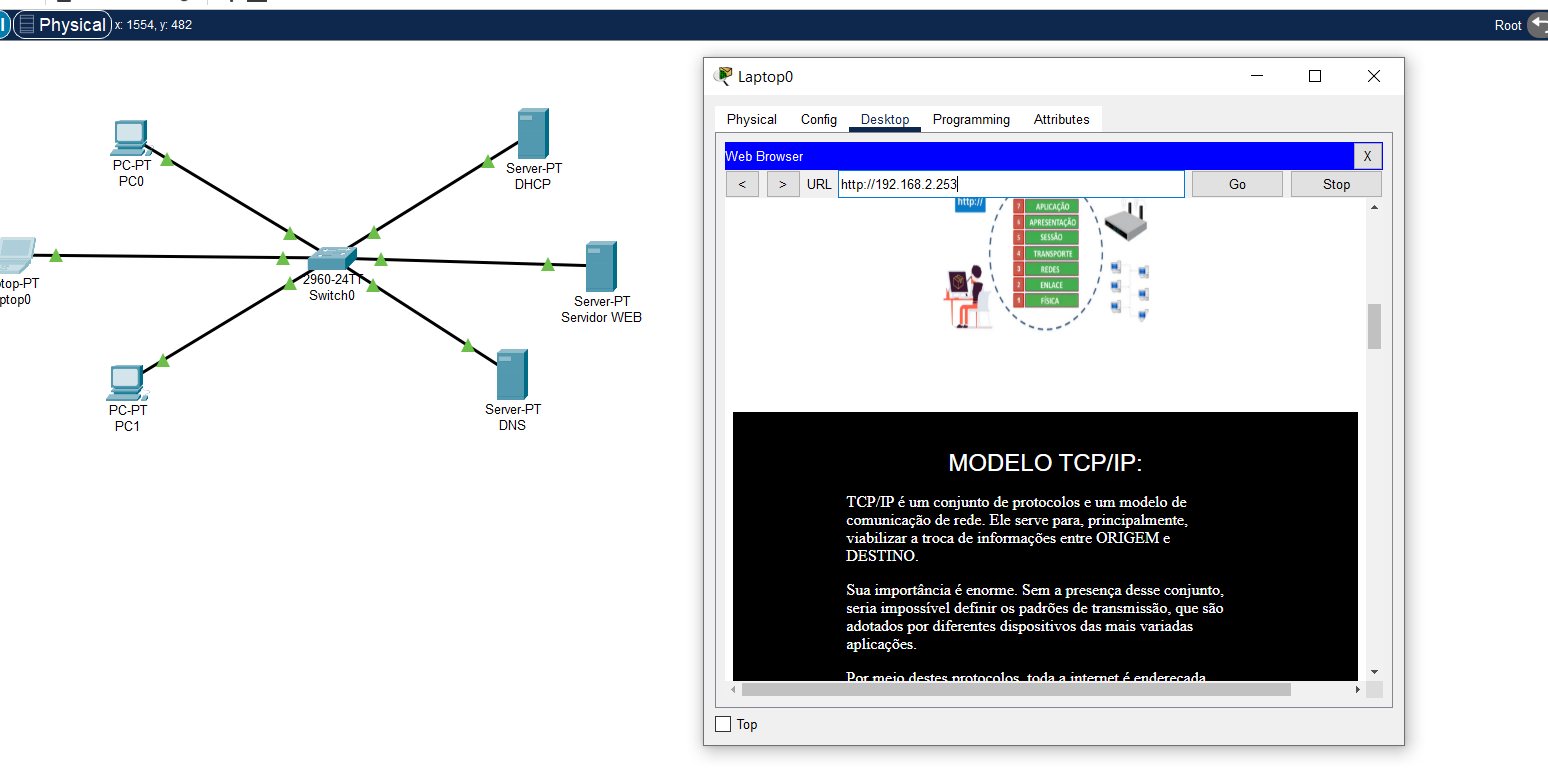 Physical x: 1554, y: 482 Root
PC-PT
PC0
Server-PT
DHCP
top-PT
ptop0
2960-24TT
Switch0
Server-PT
Servidor WEB
PC-PT
PC1
Server-PT
DNS
Laptop0
Physical Config Desktop Programming Attributes
Web Browser X
< > URL http://192.168.2.253 Go Stop
http://
7 APLICAÇÃO
6 APRESENTAÇÃO
5 SESSÃO
4 TRANSPORTE
3 REDES
2 ENLACE
1 FÍSICA
MODELO TCP/IP:
TCP/IP é um conjunto de protocolos e um modelo de
comunicação de rede. Ele serve para, principalmente,
viabilizar a troca de informações entre ORIGEM e
DESTINO.
Sua importância é enorme. Sem a presença desse conjunto,
seria impossível definir os padrões de transmissão, que são
adotados por diferentes dispositivos das mais variadas
aplicações.
Por meio destes protocolos, toda a internet é endereçada,
Top